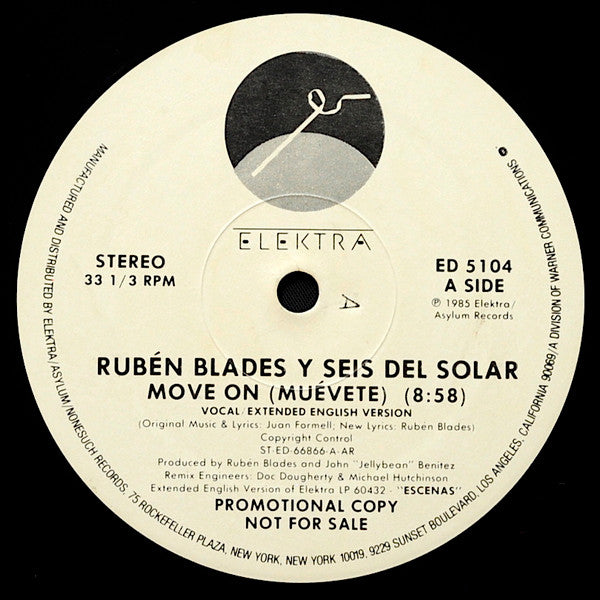 ELEKTRA
STEREO
33 1/3 RPM
ED 5104
A SIDE
Ⓟ 1985 Elektra/
Asylum Records
A
RUBÉN BLADES Y SEIS DEL SOLAR
MOVE ON (MUÉVETE) (8:58)
VOCAL/EXTENDED ENGLISH VERSION
(Original Music & Lyrics: Juan Formell; New Lyrics: Rubén Blades)
Copyright Control
ST-ED-66866-A-AR
Produced by Rubén Blades and John "Jellybean" Benitez
Remix Engineers: Doc Dougherty & Michael Hutchinson
Extended English Version of Elektra LP 60432 - "ESCENAS"
PROMOTIONAL COPY
NOT FOR SALE
MANUFACTURED AND DISTRIBUTED BY ELEKTRA/ASYLUM/NONESUCH RECORDS, 75 ROCKEFELLER PLAZA, NEW YORK, NEW YORK 10019, 9229 SUNSET BOULEVARD, LOS ANGELES, CALIFORNIA 90069/A DIVISION OF WARNER COMMUNICATIONS